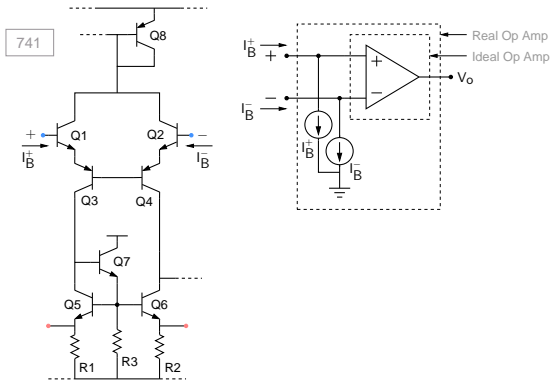 741
Q8
+
Q1
Q2
−
I_B^+
I_B^−
Q3
Q4
Q7
Q5
Q6
R1
R3
R2
I_B^+
+
−
I_B^−
+
−
V_o
I_B^+
I_B^−
Real Op Amp
Ideal Op Amp